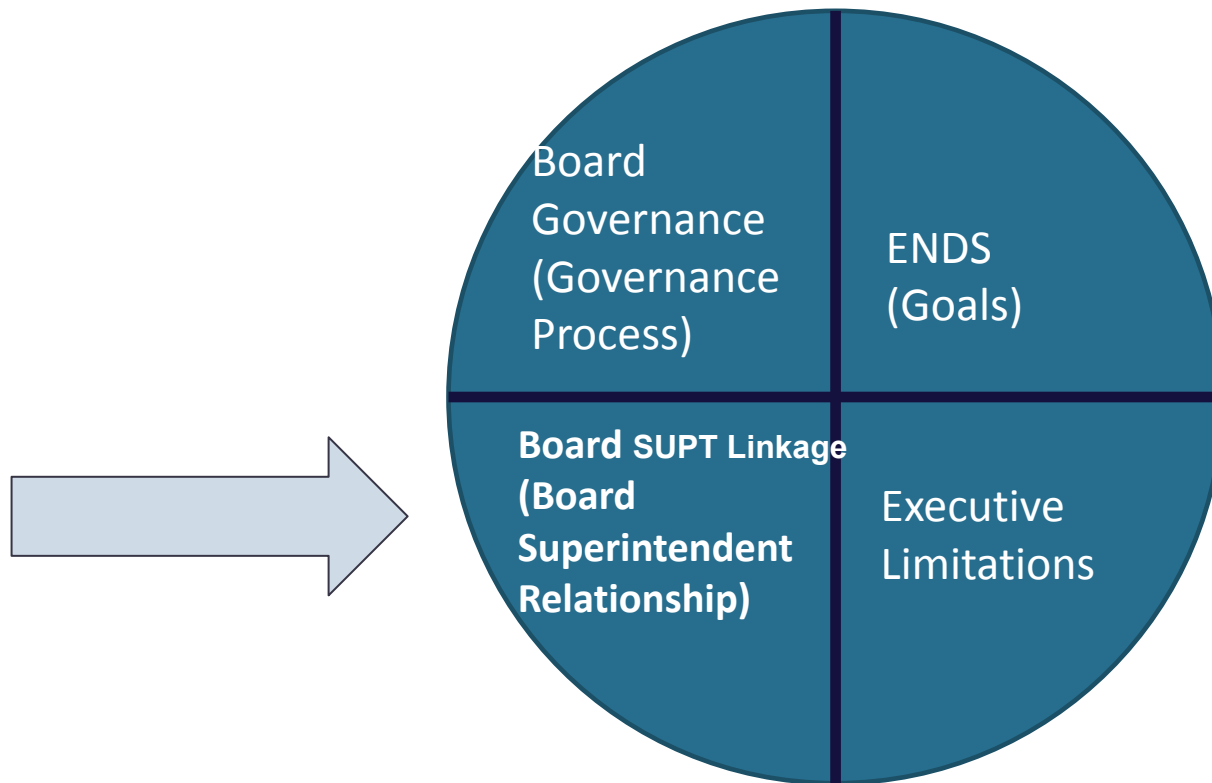 Board
Governance
(Governance
Process)
ENDS
(Goals)
Board SUPT Linkage
(Board
Superintendent
Relationship)
Executive
Limitations